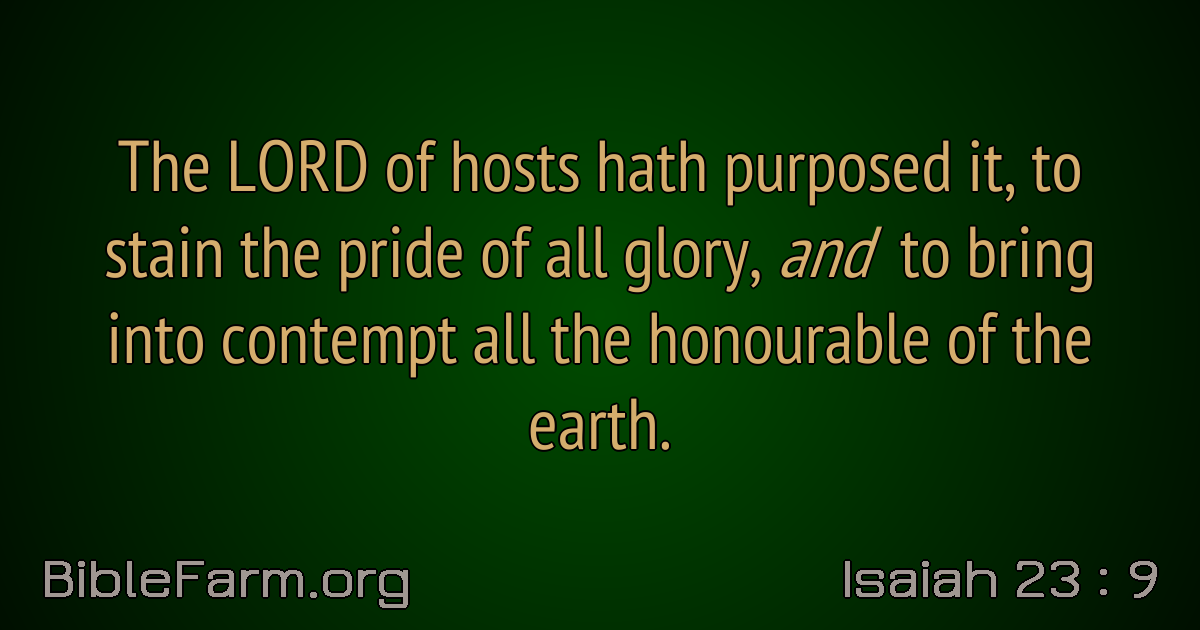 The LORD of hosts hath purposed it, to
stain the pride of all glory, and to bring
into contempt all the honourable of the
earth.
BibleFarm.org
Isaiah 23 : 9